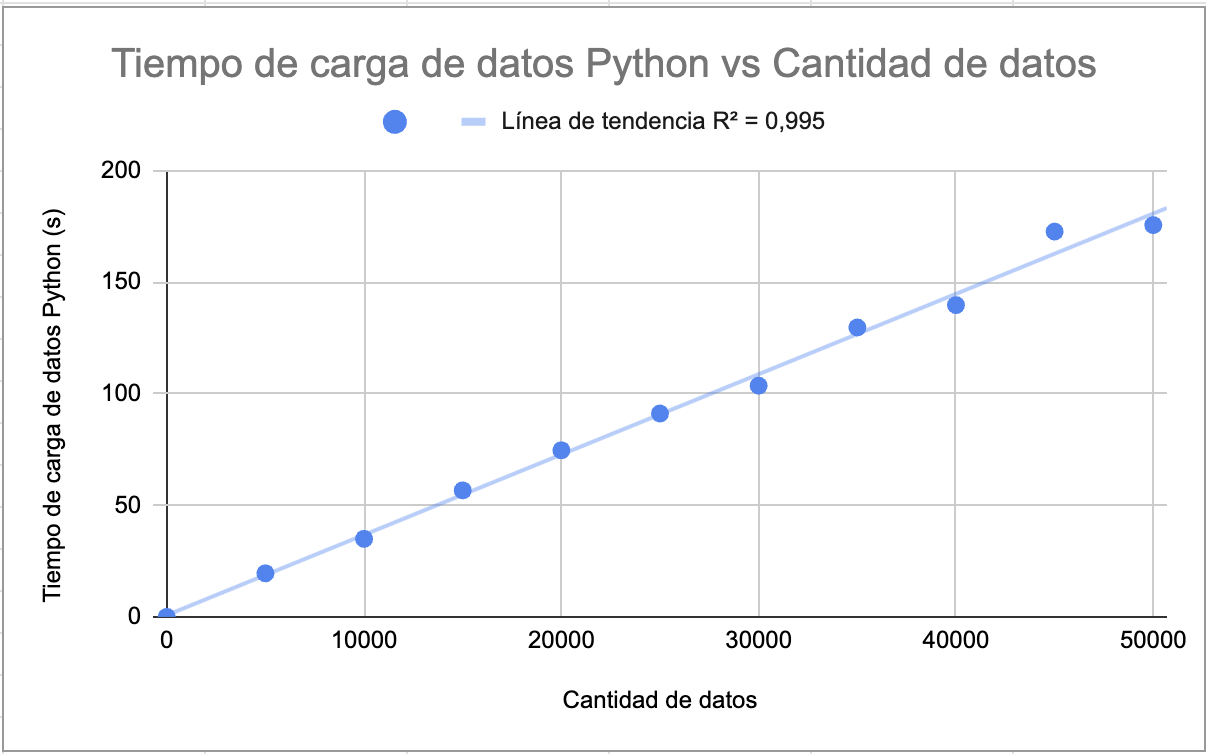 Tiempo de carga de datos Python vs Cantidad de datos
Línea de tendencia R² = 0,995
Tiempo de carga de datos Python (s)
200
150
100
50
0
0 10000 20000 30000 40000 50000
Cantidad de datos